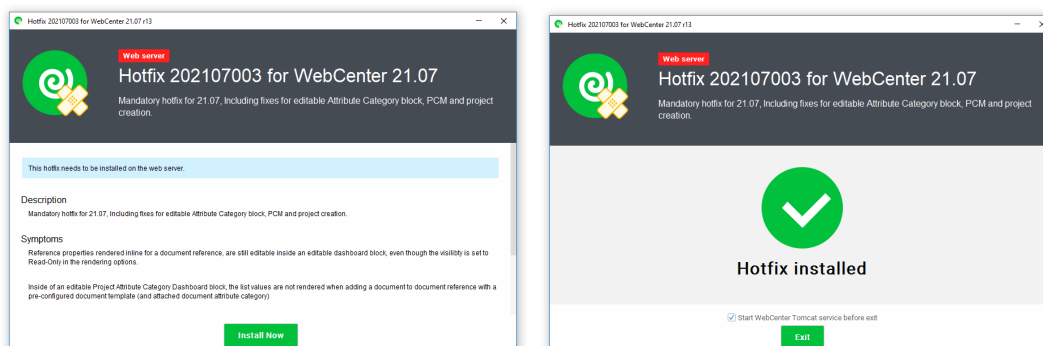 Hotfix 202107003 for WebCenter 21.07 r13
Web server
Hotfix 202107003 for WebCenter 21.07
Mandatory hotfix for 21.07, Including fixes for editable Attribute Category block, PCM and project
creation.
This hotfix needs to be installed on the web server.
Description
Mandatory hotfix for 21.07, Including fixes for editable Attribute Category block, PCM and project creation.
Symptoms
Reference properties rendered inline for a document reference, are still editable inside an editable dashboard block, even though the visiblity is set to
Read-Only in the rendering options.
Inside of an editable Project Attribute Category Dashboard block, the list values are not rendered when adding a document to document reference with a
pre-configured document template (and attached document attribute category)
Install Now
Hotfix 202107003 for WebCenter 21.07 r13
Web server
Hotfix 202107003 for WebCenter 21.07
Mandatory hotfix for 21.07, Including fixes for editable Attribute Category block, PCM and project
creation.
Hotfix installed
Start WebCenter Tomcat service before exit
Exit